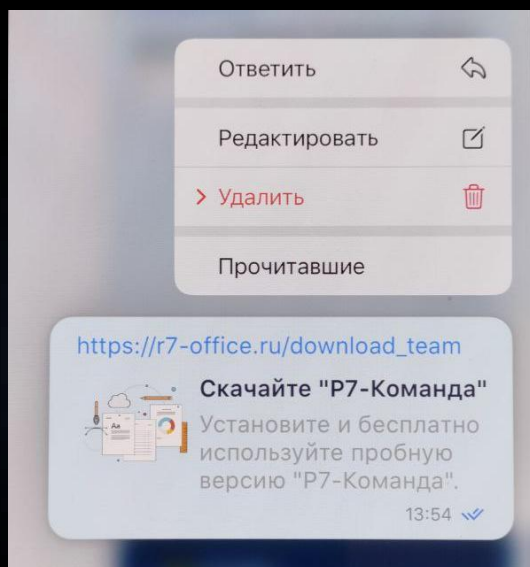 Ответить
Редактировать
Удалить
Прочитавшие
https://r7-office.ru/download_team
Скачайте "Р7-Команда"
Aa
Установите и бесплатно
используйте пробную
версию "Р7-Команда".
13:54